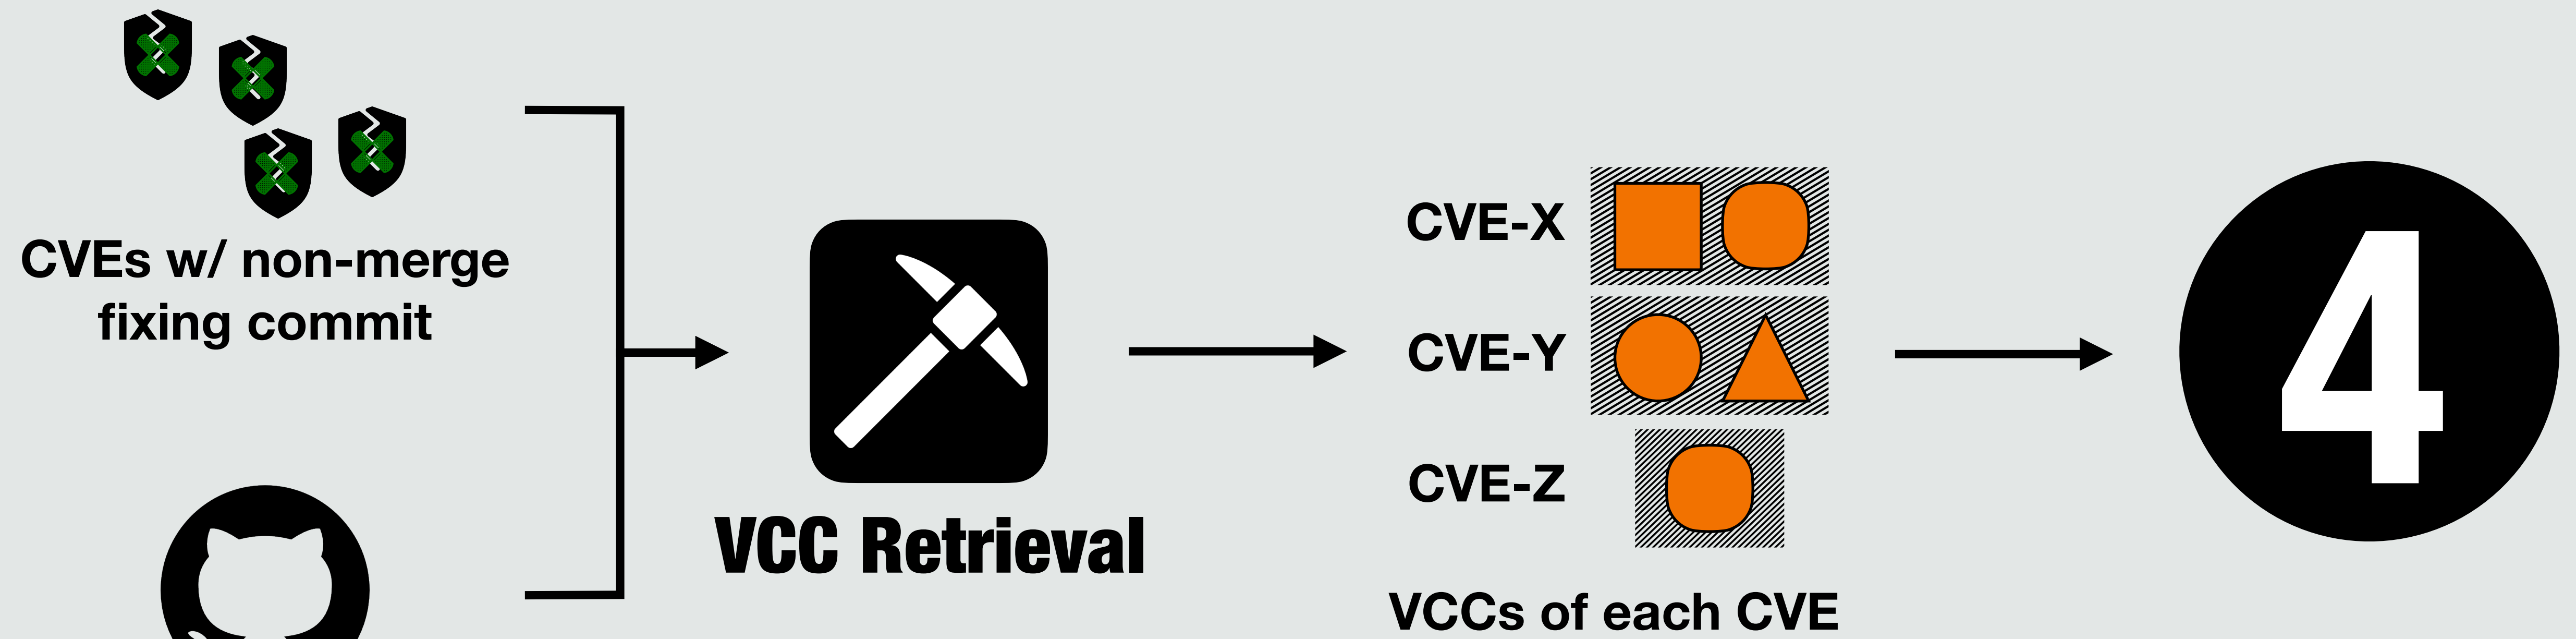 CVEs w/ non-merge
fixing commit
VCC Retrieval
CVE-X
CVE-Y
CVE-Z
VCCs of each CVE
4